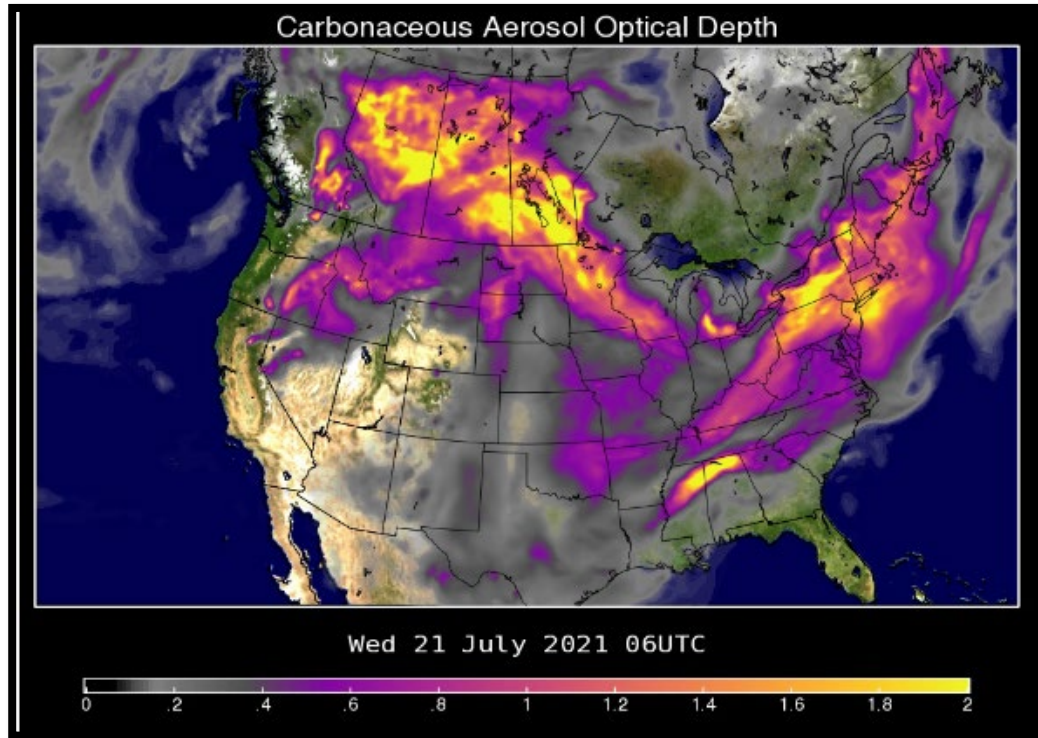 Carbonaceous Aerosol Optical Depth
Wed 21 July 2021 06UTC
0 .2 .4 .6 .8 1 1.2 1.4 1.6 1.8 2